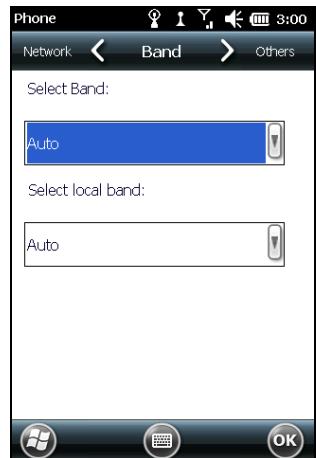 Phone 3:00
Network Band Others
Select Band:
Auto
Select local band:
Auto
OK